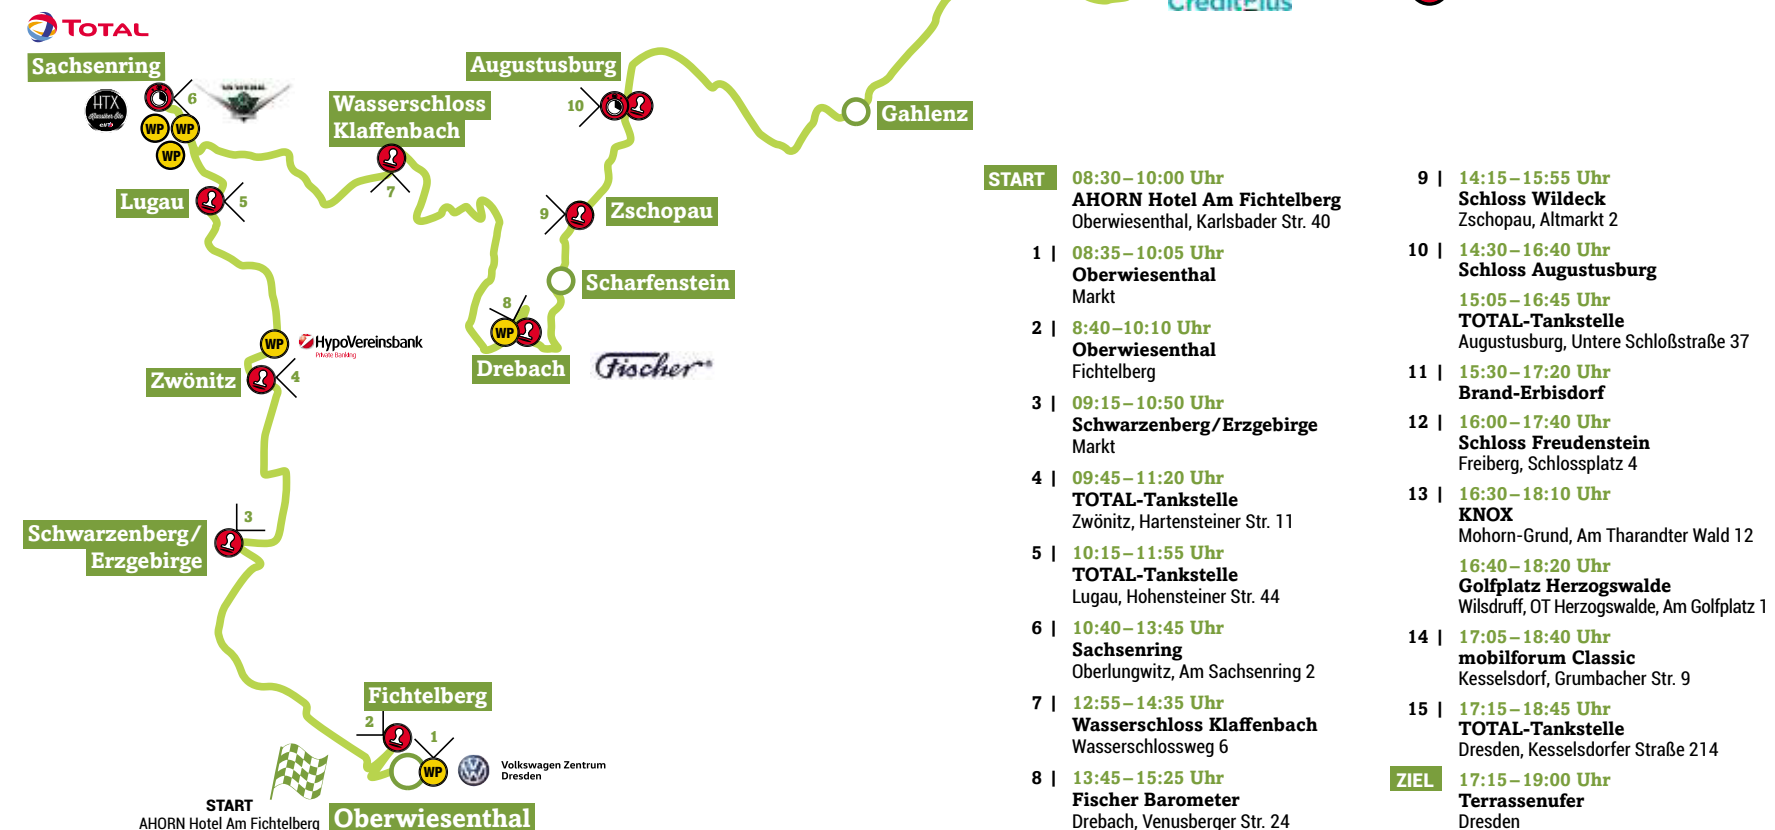 TOTAL
CreditPlus
Sachsenring
HTX
6
WP WP
WP
Wasserschloss
Klaffenbach
7
Augustusburg
10
Gahlenz
Lugau
5
9
Zschopau
Scharfenstein
8
WP
Drebach
Fischer
WP
HypoVereinsbank
Private Banking
Zwönitz
4
Schwarzenberg/
Erzgebirge
3
Fichtelberg
2
1
WP
Volkswagen Zentrum
Dresden
START
AHORN Hotel Am Fichtelberg
Oberwiesenthal
START
08:30–10:00 Uhr
AHORN Hotel Am Fichtelberg
Oberwiesenthal, Karlsbader Str. 40
1 | 08:35–10:05 Uhr
Oberwiesenthal
Markt
2 | 8:40–10:10 Uhr
Oberwiesenthal
Fichtelberg
3 | 09:15–10:50 Uhr
Schwarzenberg/Erzgebirge
Markt
4 | 09:45–11:20 Uhr
TOTAL-Tankstelle
Zwönitz, Hartensteiner Str. 11
5 | 10:15–11:55 Uhr
TOTAL-Tankstelle
Lugau, Hohensteiner Str. 44
6 | 10:40–13:45 Uhr
Sachsenring
Oberlungwitz, Am Sachsenring 2
7 | 12:55–14:35 Uhr
Wasserschloss Klaffenbach
Wasserschlossweg 6
8 | 13:45–15:25 Uhr
Fischer Barometer
Drebach, Venusberger Str. 24
9 | 14:15–15:55 Uhr
Schloss Wildeck
Zschopau, Altmarkt 2
10 | 14:30–16:40 Uhr
Schloss Augustusburg
15:05–16:45 Uhr
TOTAL-Tankstelle
Augustusburg, Untere Schloßstraße 37
11 | 15:30–17:20 Uhr
Brand-Erbisdorf
12 | 16:00–17:40 Uhr
Schloss Freudenstein
Freiberg, Schlossplatz 4
13 | 16:30–18:10 Uhr
KNOX
Mohorn-Grund, Am Tharandter Wald 12
16:40–18:20 Uhr
Golfplatz Herzogswalde
Wilsdruff, OT Herzogswalde, Am Golfplatz 1
14 | 17:05–18:40 Uhr
mobilforum Classic
Kesselsdorf, Grumbacher Str. 9
15 | 17:15–18:45 Uhr
TOTAL-Tankstelle
Dresden, Kesselsdorfer Straße 214
ZIEL
17:15–19:00 Uhr
Terrassenufer
Dresden